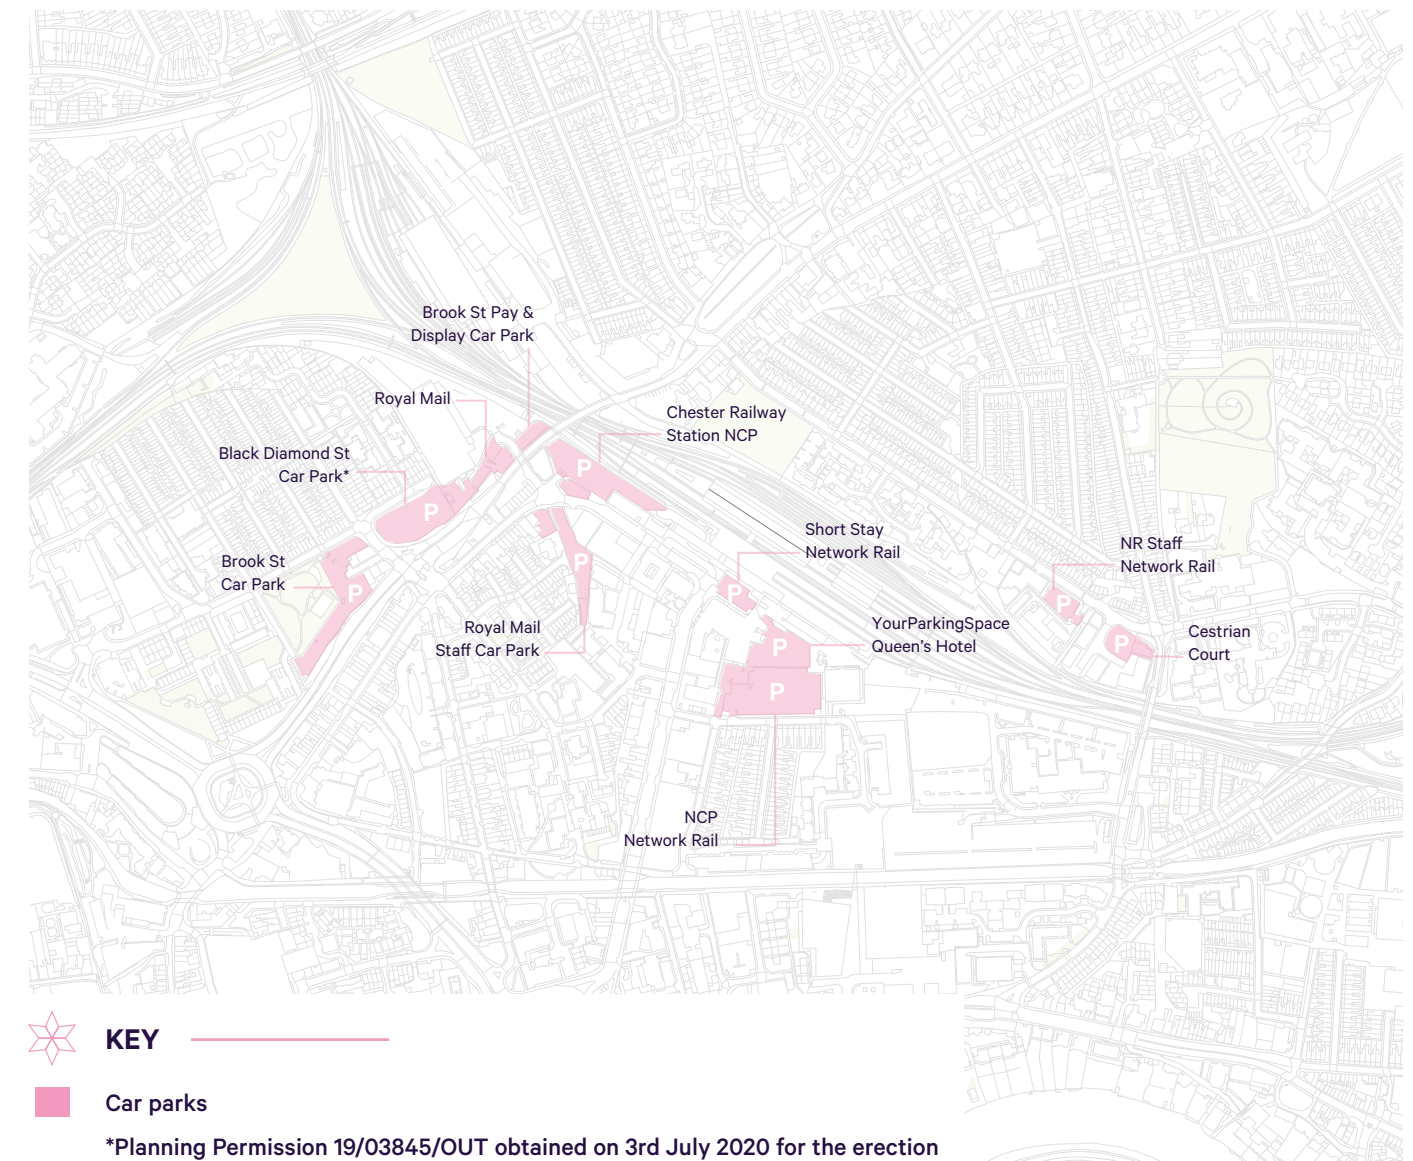 Brook St Pay &
Display Car Park
Royal Mail
Chester Railway
Station NCP
P
Black Diamond St
Car Park*
P
Short Stay
Network Rail
NR Staff
Network Rail
Brook St
Car Park
P
P
P
P
YourParkingSpace
Queen's Hotel
Cestrian
Court
Royal Mail
Staff Car Park
P
P
P
NCP
Network Rail
KEY
Car parks
*Planning Permission 19/03845/OUT obtained on 3rd July 2020 for the erection